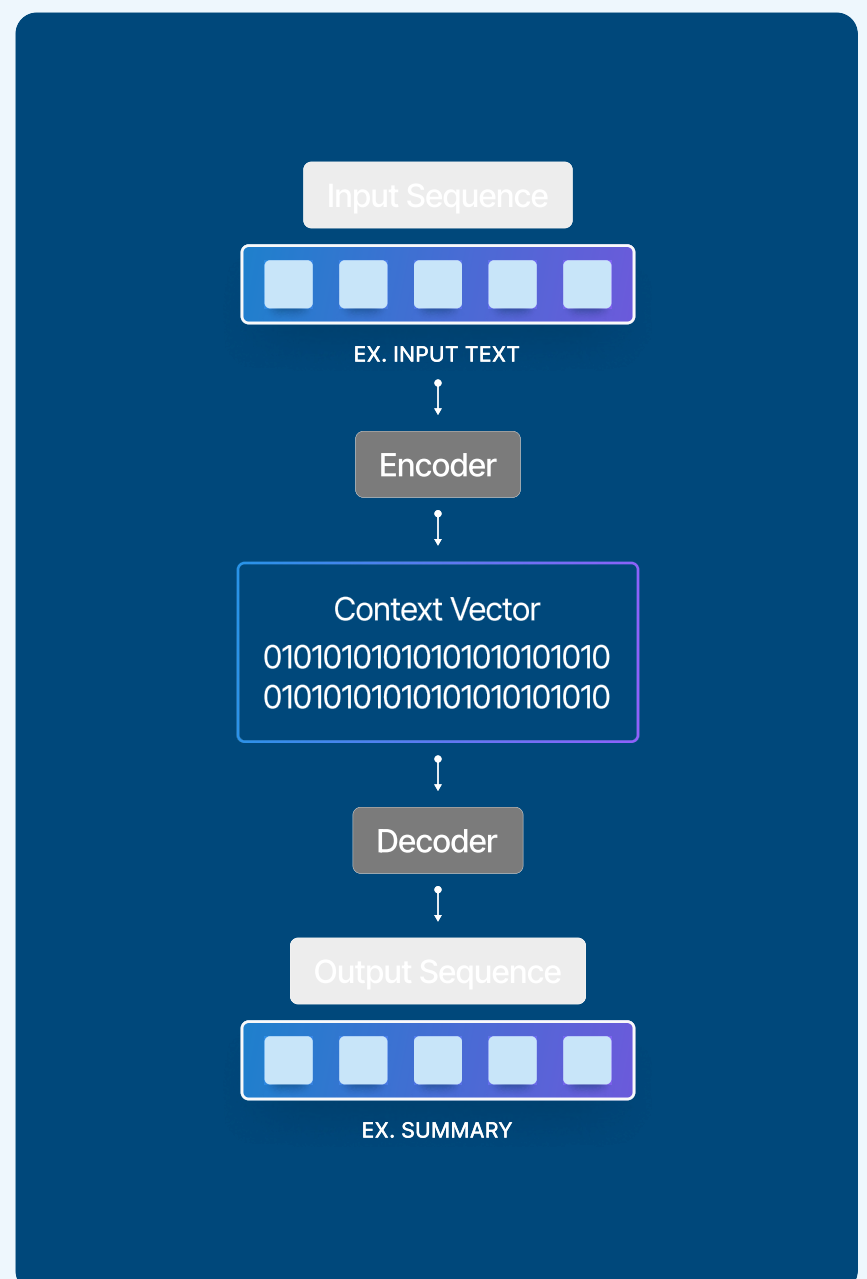 Input Sequence
EX. INPUT TEXT
Encoder
Context Vector
01010101010101010101010
01010101010101010101010
Decoder
Output Sequence
EX. SUMMARY